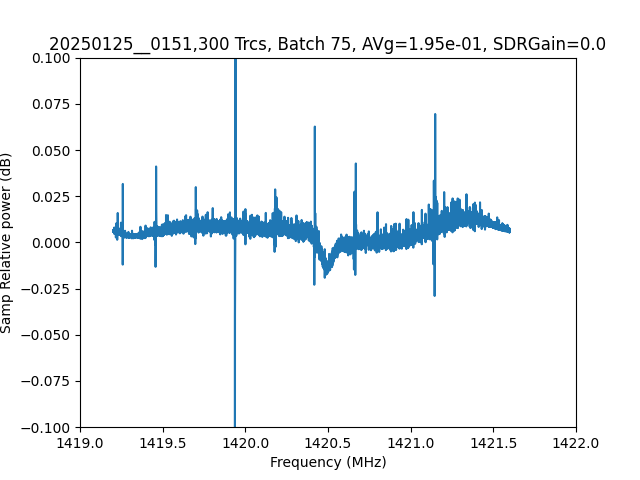 20250125__0151,300 Trcs, Batch 75, AVg=1.95e-01, SDRGain=0.0
0.100
0.075
0.050
0.025
0.000
−0.025
−0.050
−0.075
−0.100
Samp Relative power (dB)
1419.0 1419.5 1420.0 1420.5 1421.0 1421.5 1422.0
Frequency (MHz)